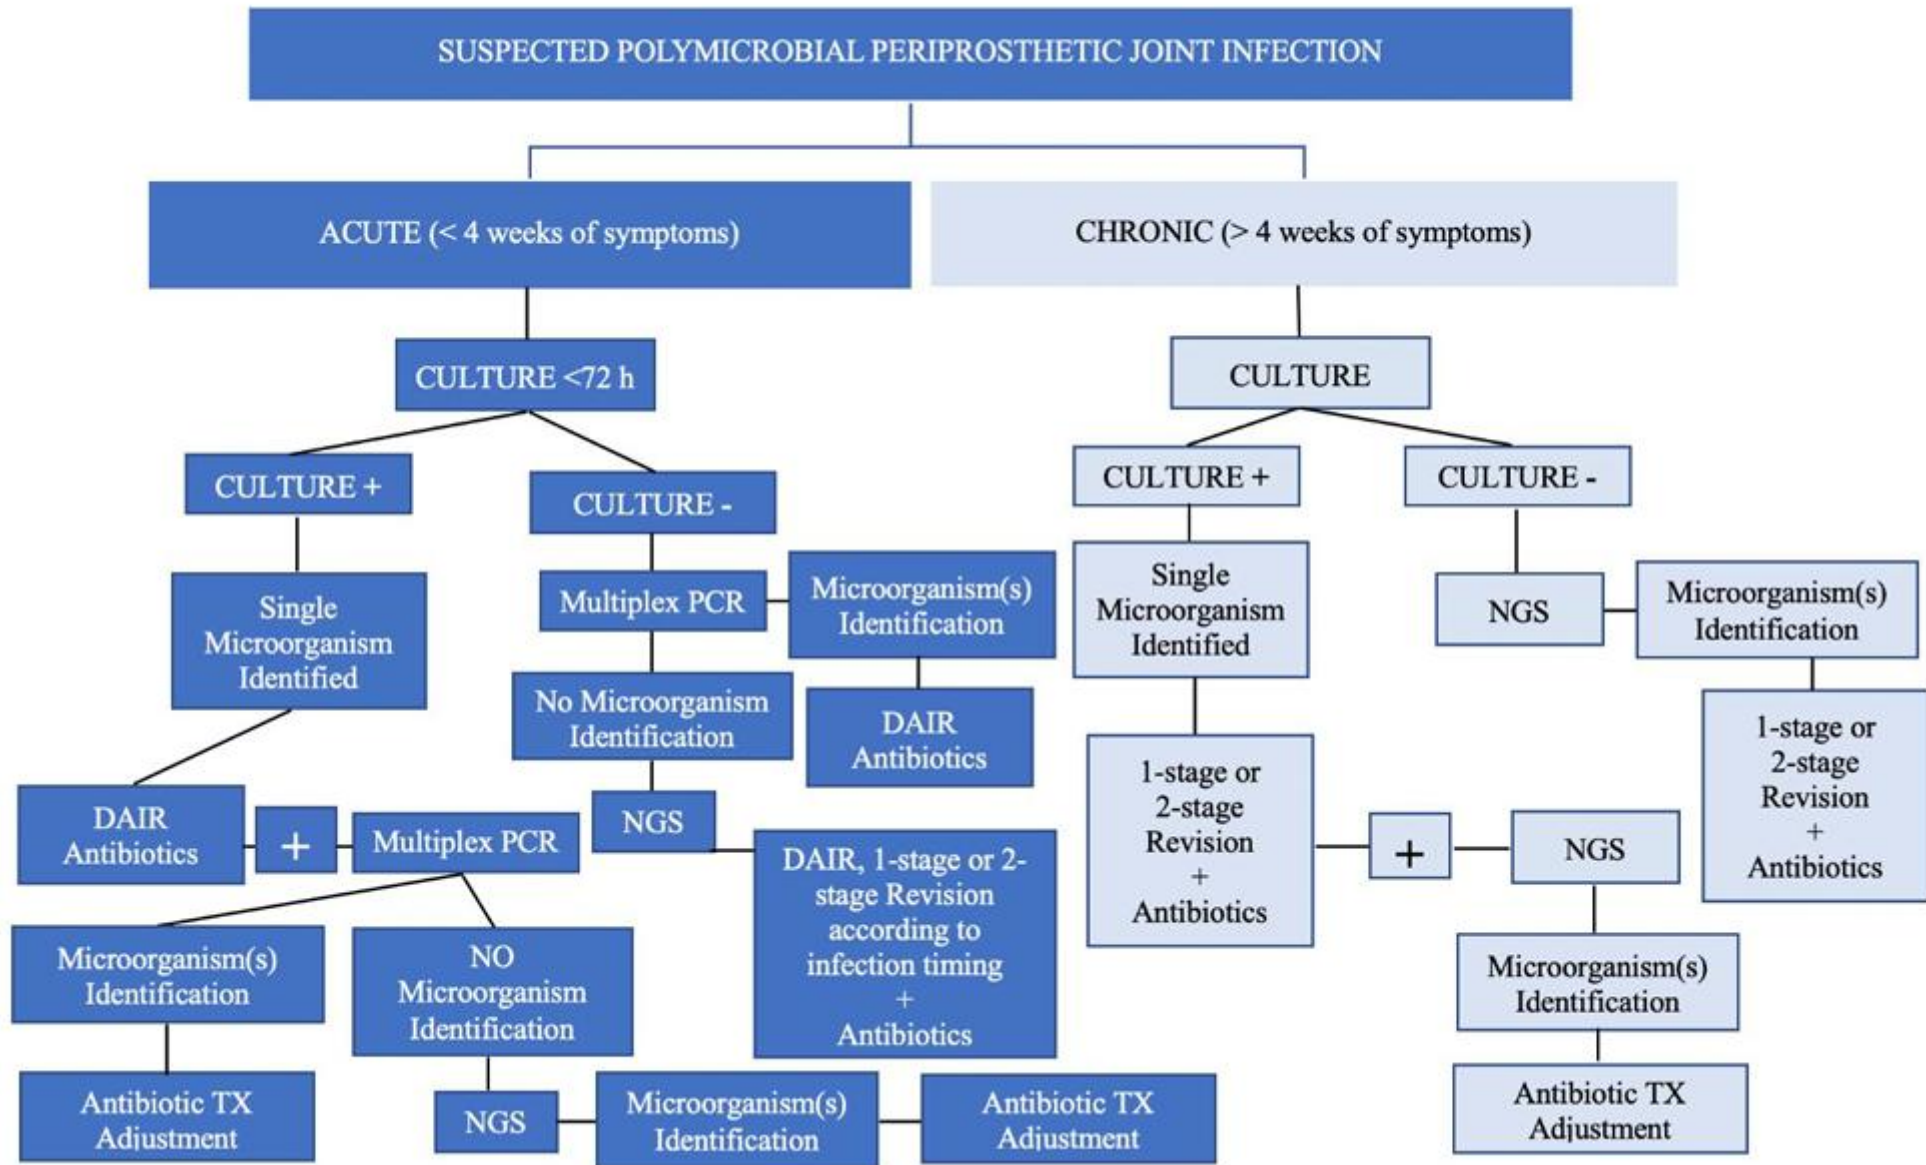 SUSPECTED POLYMICROBIAL PERIPROSTHETIC JOINT INFECTION
ACUTE (< 4 weeks of symptoms)
CHRONIC (> 4 weeks of symptoms)
CULTURE <72 h
CULTURE
CULTURE +
CULTURE -
CULTURE +
CULTURE -
Single
Microorganism
Identified
Multiplex PCR
Microorganism(s)
Identification
No Microorganism
Identification
DAIR
Antibiotics
NGS
DAIR, 1-stage or 2-
stage Revision
according to
infection timing
+
Antibiotics
DAIR
Antibiotics
+
Multiplex PCR
Microorganism(s)
Identification
NO
Microorganism
Identification
Antibiotic TX
Adjustment
NGS
Microorganism(s)
Identification
Antibiotic TX
Adjustment
Single
Microorganism
Identified
NGS
Microorganism(s)
Identification
1-stage or
2-stage
Revision
+
Antibiotics
1-stage or
2-stage
Revision
+
Antibiotics
+
NGS
Microorganism(s)
Identification
Antibiotic TX
Adjustment